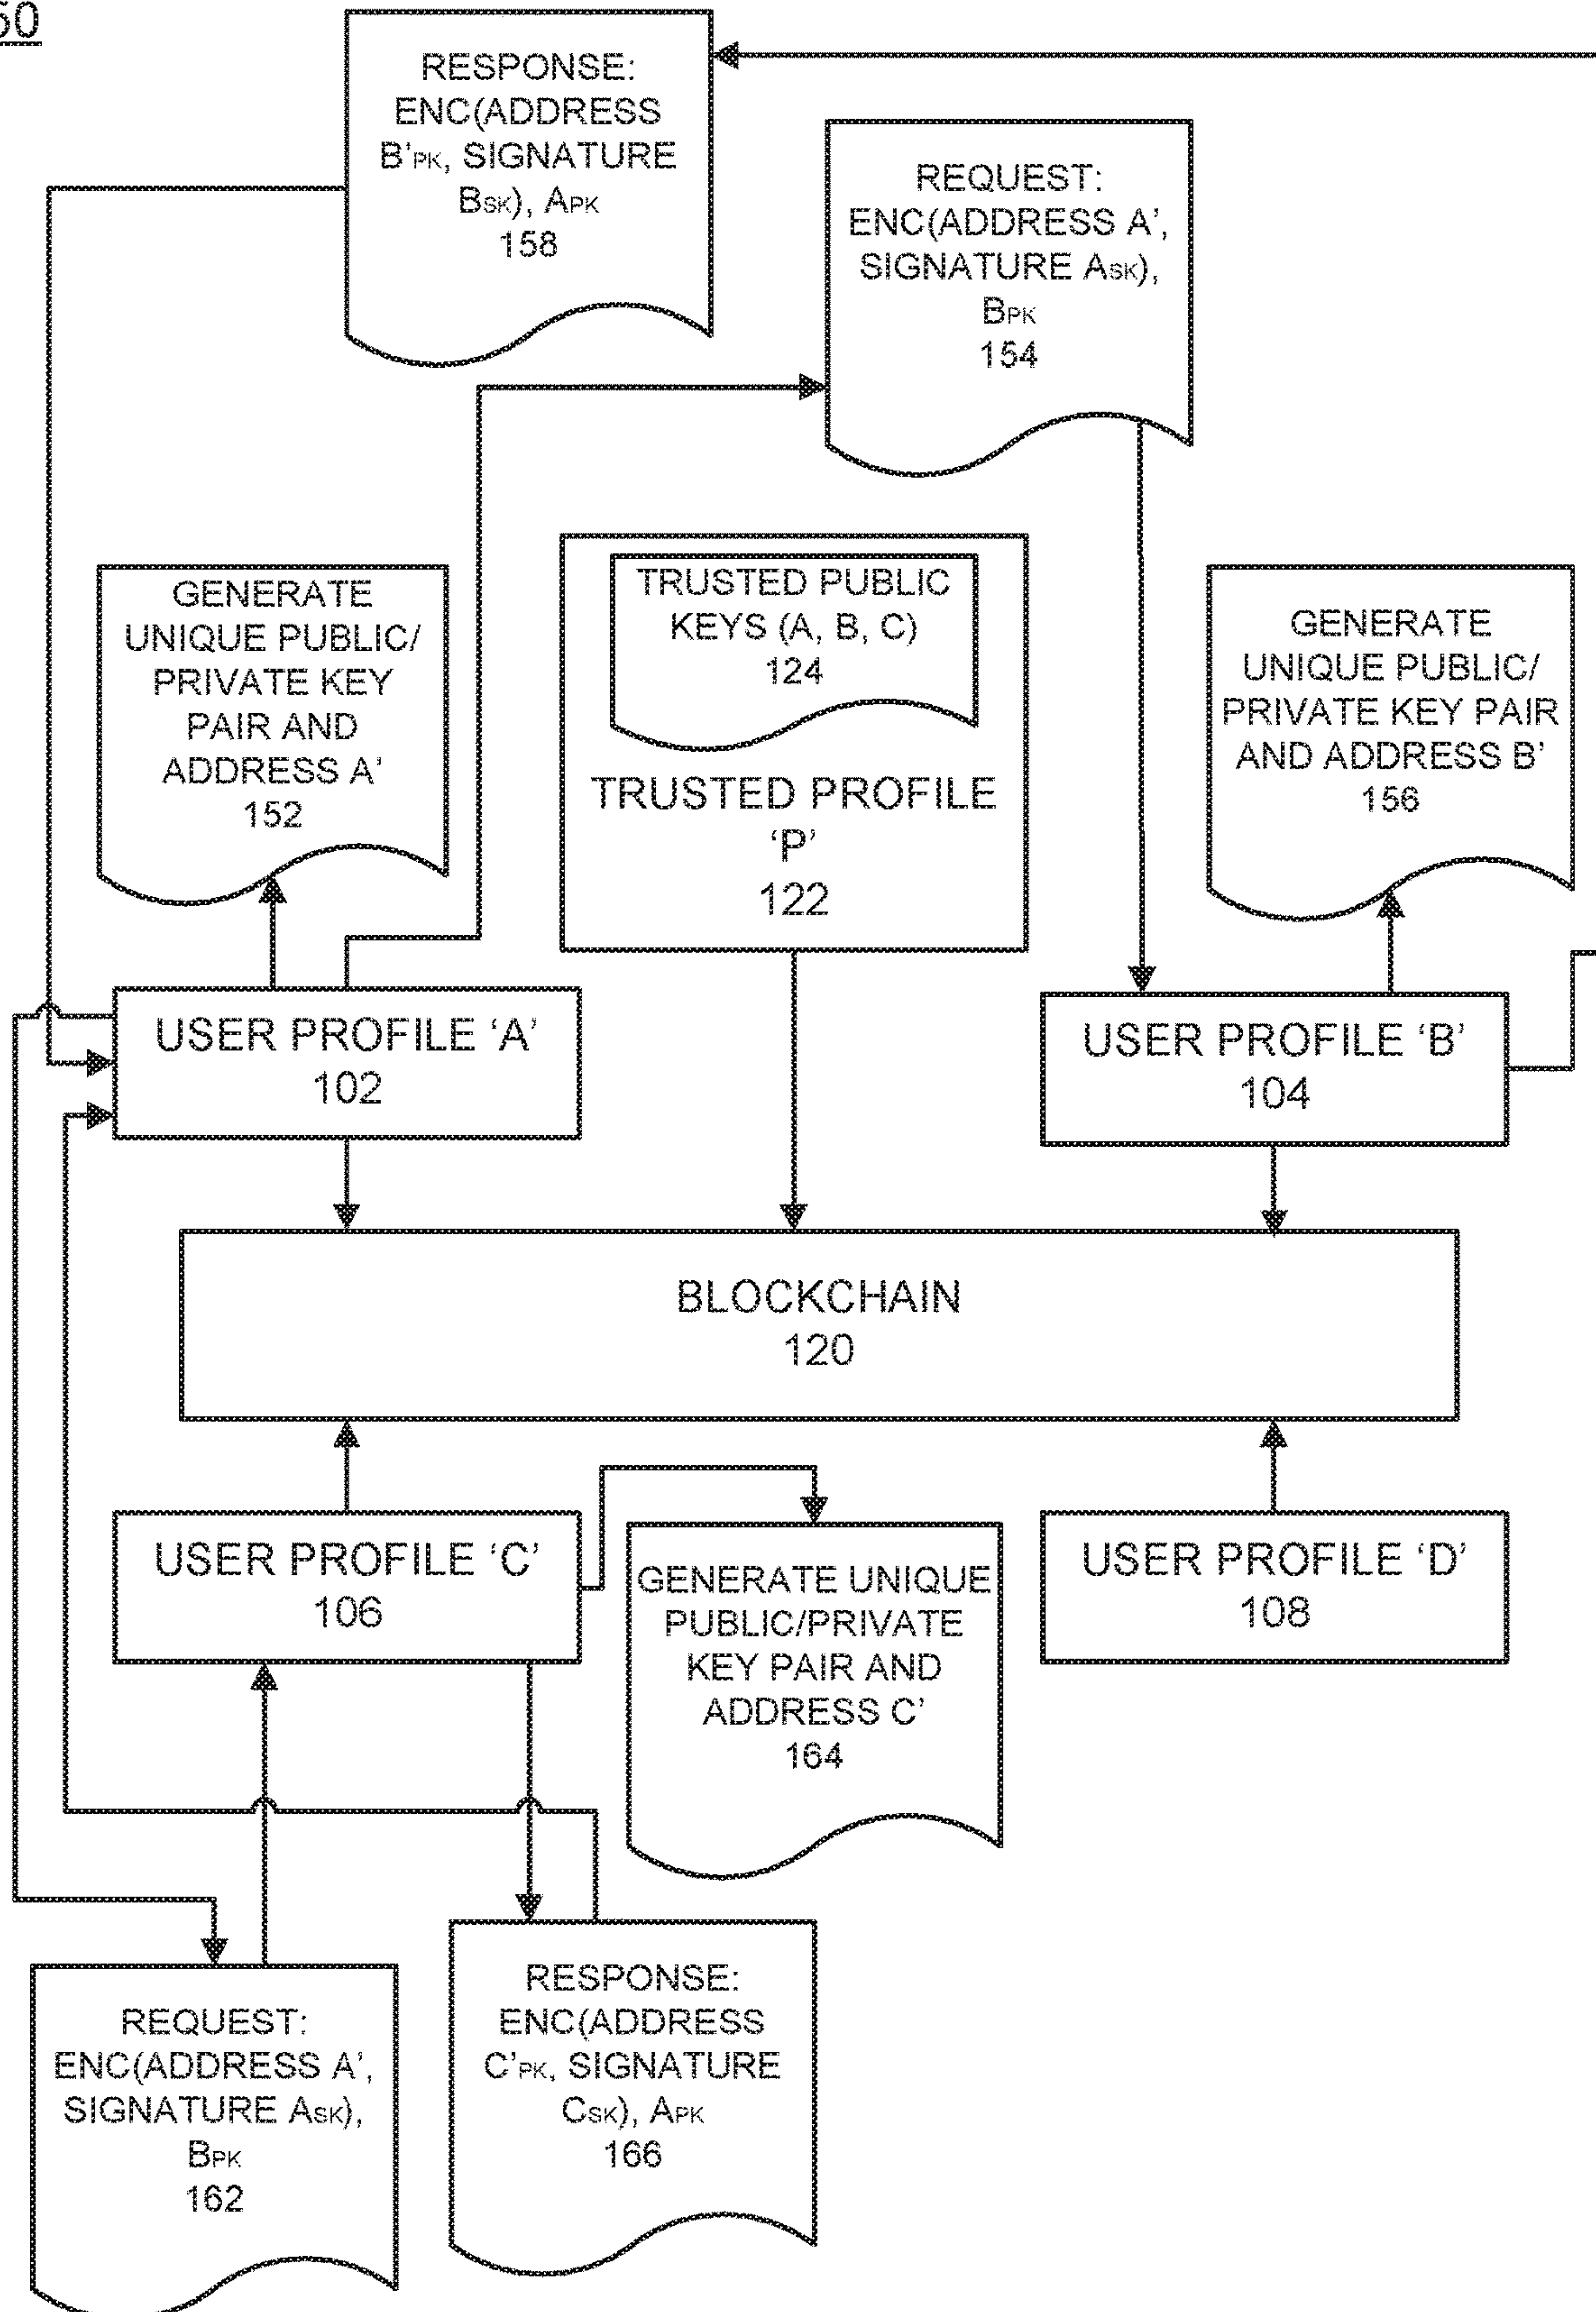 50
RESPONSE:
ENC(ADDRESS
B'PK, SIGNATURE
BSK), APK
158
REQUEST:
ENC(ADDRESS A',
SIGNATURE ASK),
BPK
154
GENERATE
UNIQUE PUBLIC/
PRIVATE KEY
PAIR AND
ADDRESS A'
152
TRUSTED PUBLIC
KEYS (A, B, C)
124
TRUSTED PROFILE
‘P’
122
GENERATE
UNIQUE PUBLIC/
PRIVATE KEY PAIR
AND ADDRESS B'
156
USER PROFILE ‘A’
102
USER PROFILE ‘B’
104
BLOCKCHAIN
120
USER PROFILE ‘C’
106
GENERATE UNIQUE
PUBLIC/PRIVATE
KEY PAIR AND
ADDRESS C'
164
USER PROFILE ‘D’
108
REQUEST:
ENC(ADDRESS A',
SIGNATURE ASK),
BPK
162
RESPONSE:
ENC(ADDRESS
C'PK, SIGNATURE
CSK), APK
166